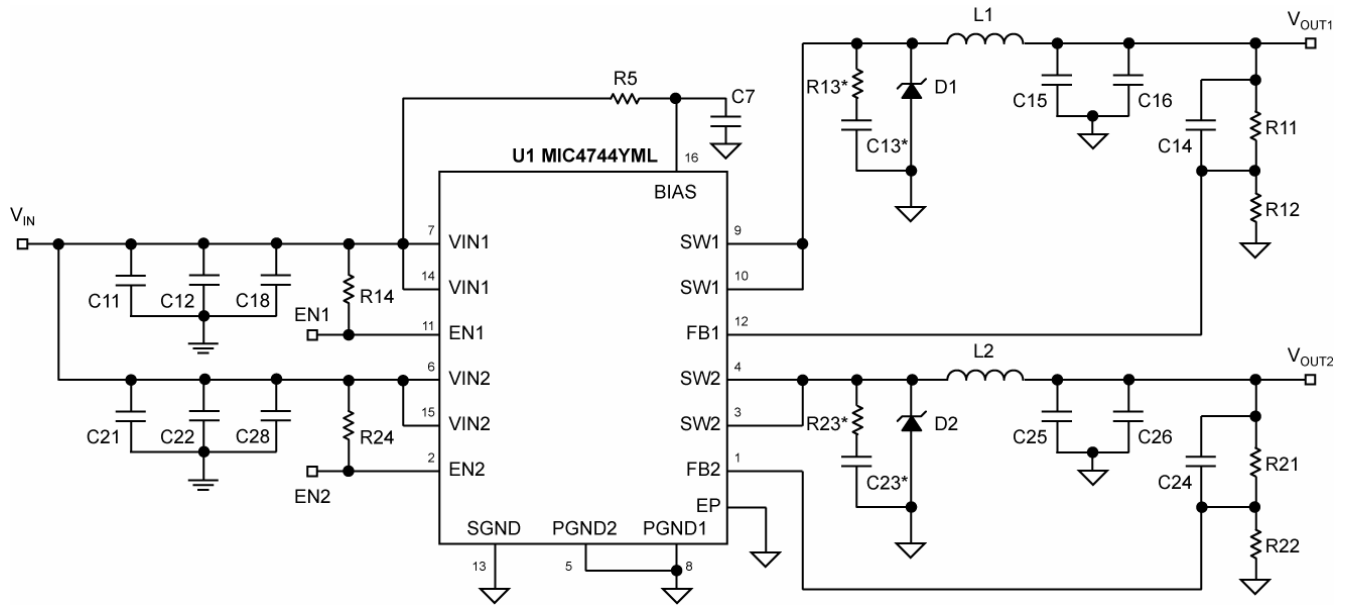 L1
V_OUT1
R5
C7
R13*
D1
C15
C16
C13*
C14
R11
R12
U1 MIC4744YML
16
BIAS
V_IN
7
VIN1
SW1
9
14
VIN1
SW1
10
C11
C12
C18
R14
EN1
11
EN1
FB1
12
6
VIN2
SW2
4
L2
V_OUT2
15
VIN2
SW2
3
C21
C22
C28
R24
R23*
D2
C25
C26
C23*
C24
R21
R22
EN2
2
EN2
FB2
1
EP
SGND
PGND2
PGND1
13
5
8